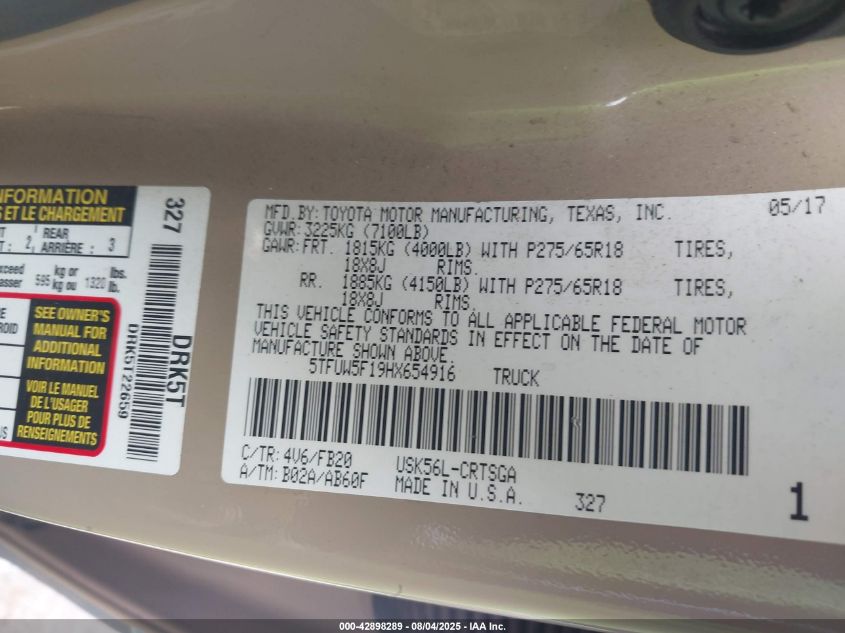 INFORMATION
S ET LE CHARGEMENT
2, REAR 3
ARRIÈRE :
595 kg or 1320 lbs.
kg ou lb.
SEE OWNER'S
MANUAL FOR
ADDITIONAL
INFORMATION
VOIR LE MANUEL
DE L'USAGER
POUR PLUS DE
RENSEIGNEMENTS
327
DRK5T
DRK5T22659
MFD.BY:TOYOTA MOTOR MANUFACTURING, TEXAS, INC. 05/17
GVWR:3225KG (7100LB)
GAWR:FRT. 1815KG (4000LB) WITH P275/65R18 TIRES,
18X8J RIMS.
RR. 1885KG (4150LB) WITH P275/65R18 TIRES,
18X8J RIMS.
THIS VEHICLE CONFORMS TO ALL APPLICABLE FEDERAL MOTOR
VEHICLE SAFETY STANDARDS IN EFFECT ON THE DATE OF
MANUFACTURE SHOWN ABOVE.
5TFUW5F19HX654916 TRUCK
C/TR:4V6/FB20 USK56L-CRTSGA
A/TM:B02A/AB60F MADE IN U.S.A. 327
1
000-42898289 - 08/04/2025 - Copyright © IAA, Inc.